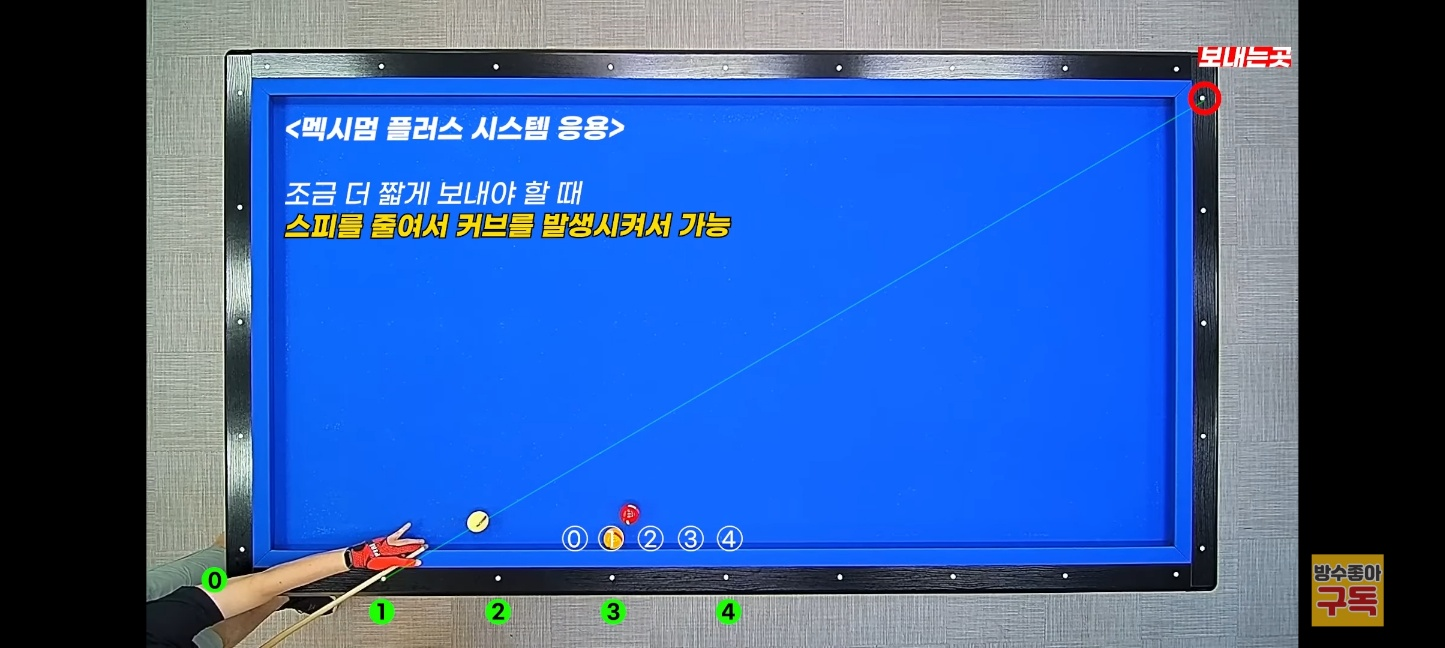 보내는곳
<멕시멈 플러스 시스템 응용>
조금 더 짧게 보내야 할 때
스피를 줄여서 커브를 발생시켜서 가능
⓪ ① ② ③ ④
0
1 2 3 4
방수좋아
구독